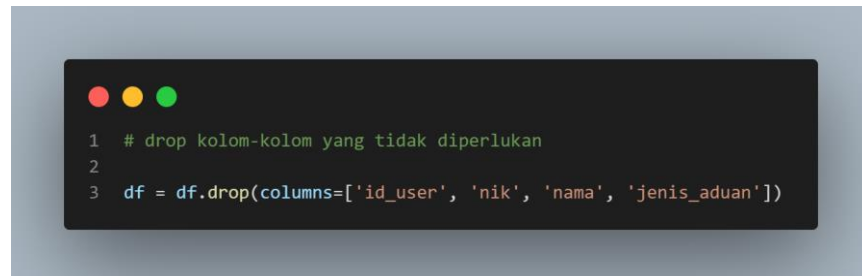 1 # drop kolom-kolom yang tidak diperlukan
2
3 df = df.drop(columns=['id_user', 'nik', 'nama', 'jenis_aduan'])